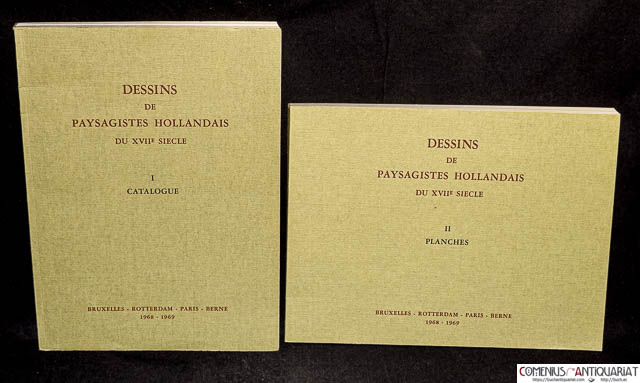 DESSINS
DE
PAYSAGISTES HOLLANDAIS
DU XVIIE SIECLE
I
CATALOGUE
BRUXELLES - ROTTERDAM - PARIS - BERNE
1968 - 1969
DESSINS
DE
PAYSAGISTES HOLLANDAIS
DU XVIIE SIECLE
II
PLANCHES
BRUXELLES - ROTTERDAM - PARIS - BERNE
1968 - 1969
COMENIUS ANTIQUARIAT